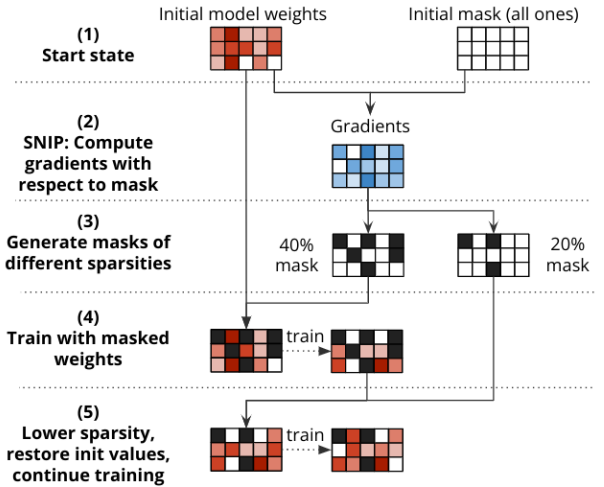 Initial model weights
Initial mask (all ones)
(1)
Start state
(2)
SNIP: Compute
gradients with
respect to mask
Gradients
(3)
Generate masks of
different sparsities
40%
mask
20%
mask
(4)
Train with masked
weights
train
(5)
Lower sparsity,
restore init values,
continue training
train